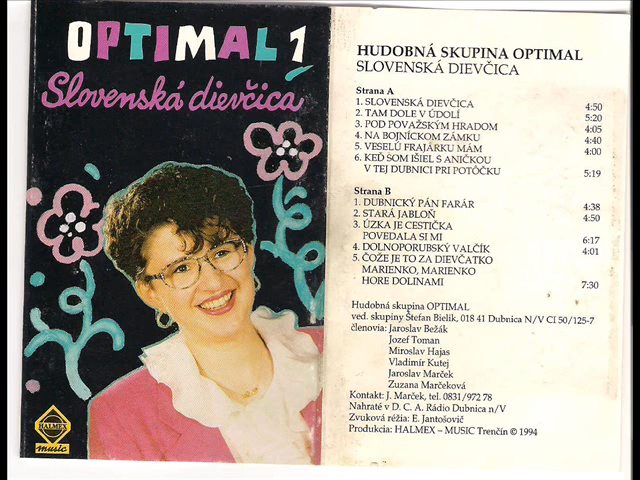 OPTIMAL 1
Slovenská dievčica
HALMEX
music
HUDOBNÁ SKUPINA OPTIMAL
SLOVENSKÁ DIEVČICA
Strana A
1. SLOVENSKÁ DIEVČICA 4:50
2. TAM DOLE V ÚDOLÍ 5:20
3. POD POVAŽSKÝM HRADOM 4:05
4. NA BOJNÍCKOM ZÁMKU 4:40
5. VESELÚ FRAJÁRKU MÁM 4:00
6. KEĎ SOM IŠIEL S ANIČKOU
V TEJ DUBNICI PRI POTÔČKU 5:19
Strana B
1. DUBNICKÝ PÁN FARÁR 4:38
2. STARÁ JABLOŇ 4:50
3. ÚZKA JE CESTIČKA
POVEDALA SI MI 6:17
4. DOLNOPORUBSKÝ VALČÍK 4:01
5. ČOŽE JE TO ZA DIEVČATKO
MARIENKO, MARIENKO
HORE DOLINAMI 7:30
Hudobná skupina OPTIMAL
ved. skupiny Štefan Bielik, 018 41 Dubnica N/V CI 50/125-7
členovia: Jaroslav Bežák
Jozef Toman
Miroslav Hajas
Vladimír Kutej
Jaroslav Marček
Zuzana Marčeková
Kontakt: J. Marček, tel. 0831/972 78
Nahraté v D. C. A. Rádio Dubnica n/V
Zvuková réžia: E. Jantošovič
Produkcia: HALMEX – MUSIC Trenčín © 1994